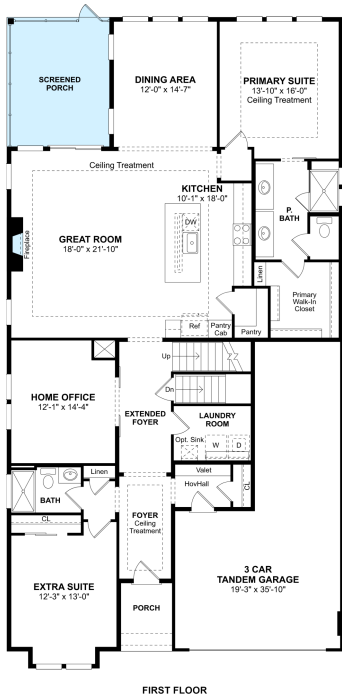 SCREENED
PORCH
DINING AREA
12'-0" x 14'-7"
PRIMARY SUITE
13'-10" x 16'-0"
Ceiling Treatment
Ceiling Treatment
KITCHEN
10'-1" x 18'-0"
DW
P.
BATH
Fireplace
GREAT ROOM
18'-0" x 21'-10"
Linen
Primary
Walk-In
Closet
Ref
Pantry
Cab
Pantry
Up
HOME OFFICE
12'-1" x 14'-4"
Dn
EXTENDED
FOYER
LAUNDRY
ROOM
Opt. Sink
W
D
Linen
BATH
Valet
HovHall
CL
CL
FOYER
Ceiling
Treatment
EXTRA SUITE
12'-3" x 13'-0"
3 CAR
TANDEM GARAGE
19'-3" x 35'-10"
PORCH
FIRST FLOOR